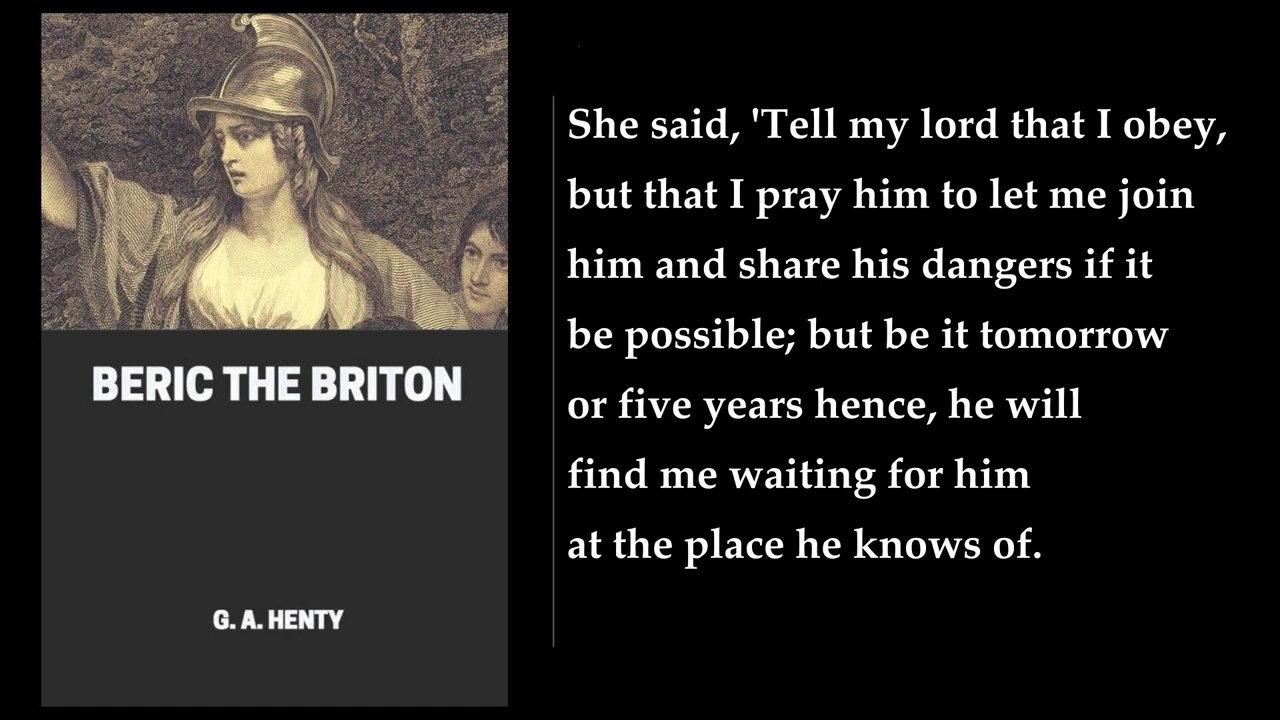 BERIC THE BRITON
G. A. HENTY
She said, 'Tell my lord that I obey,
but that I pray him to let me join
him and share his dangers if it
be possible; but be it tomorrow
or five years hence, he will
find me waiting for him
at the place he knows of.